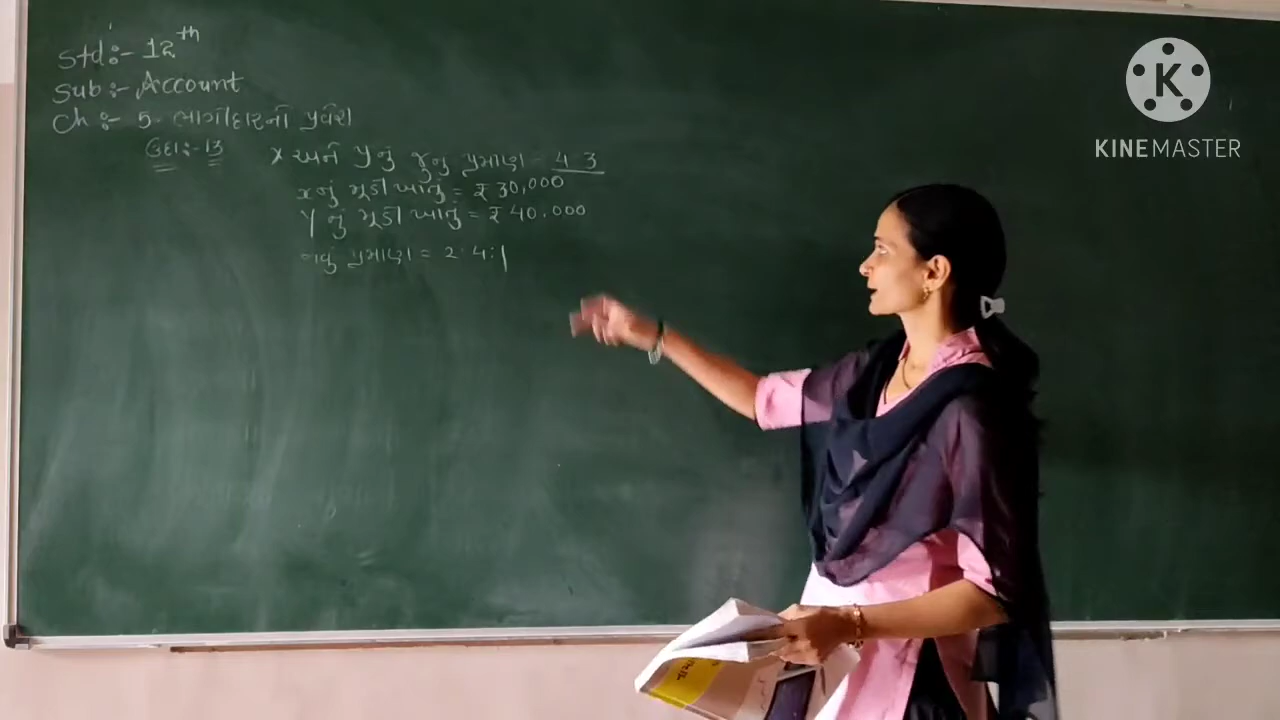 Std :- 12th
Sub :- Account
Ch :- 5. ભાગીદારનો પ્રવેશ
ઉદા :- 13
X અને Y નું જૂનું પ્રમાણ = 4 3
X નું મૂડી ખાતું = ₹ 30,000
Y નું મૂડી ખાતું = ₹ 40,000
નવું પ્રમાણ = 2:4:1
K
KINEMASTER